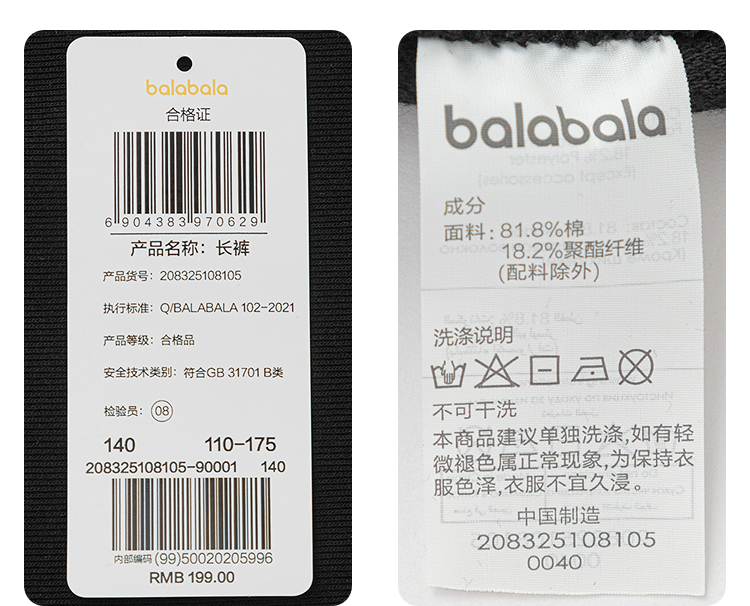 balabala
合格证
6 904383 970629
产品名称：长裤
产品货号：208325108105
执行标准：Q/BALABALA 102-2021
产品等级：合格品
安全技术类别：符合GB 31701 B类
检验员：08
140 110-175
208325108105-90001 140
内部编码 (99)50020205996
RMB 199.00
balabala
成分
面料：81.8%棉
18.2%聚酯纤维
(配料除外)
洗涤说明
不可干洗
本商品建议单独洗涤,如有轻
微褪色属正常现象,为保持衣
服色泽,衣服不宜久浸。
中国制造
208325108105
0040